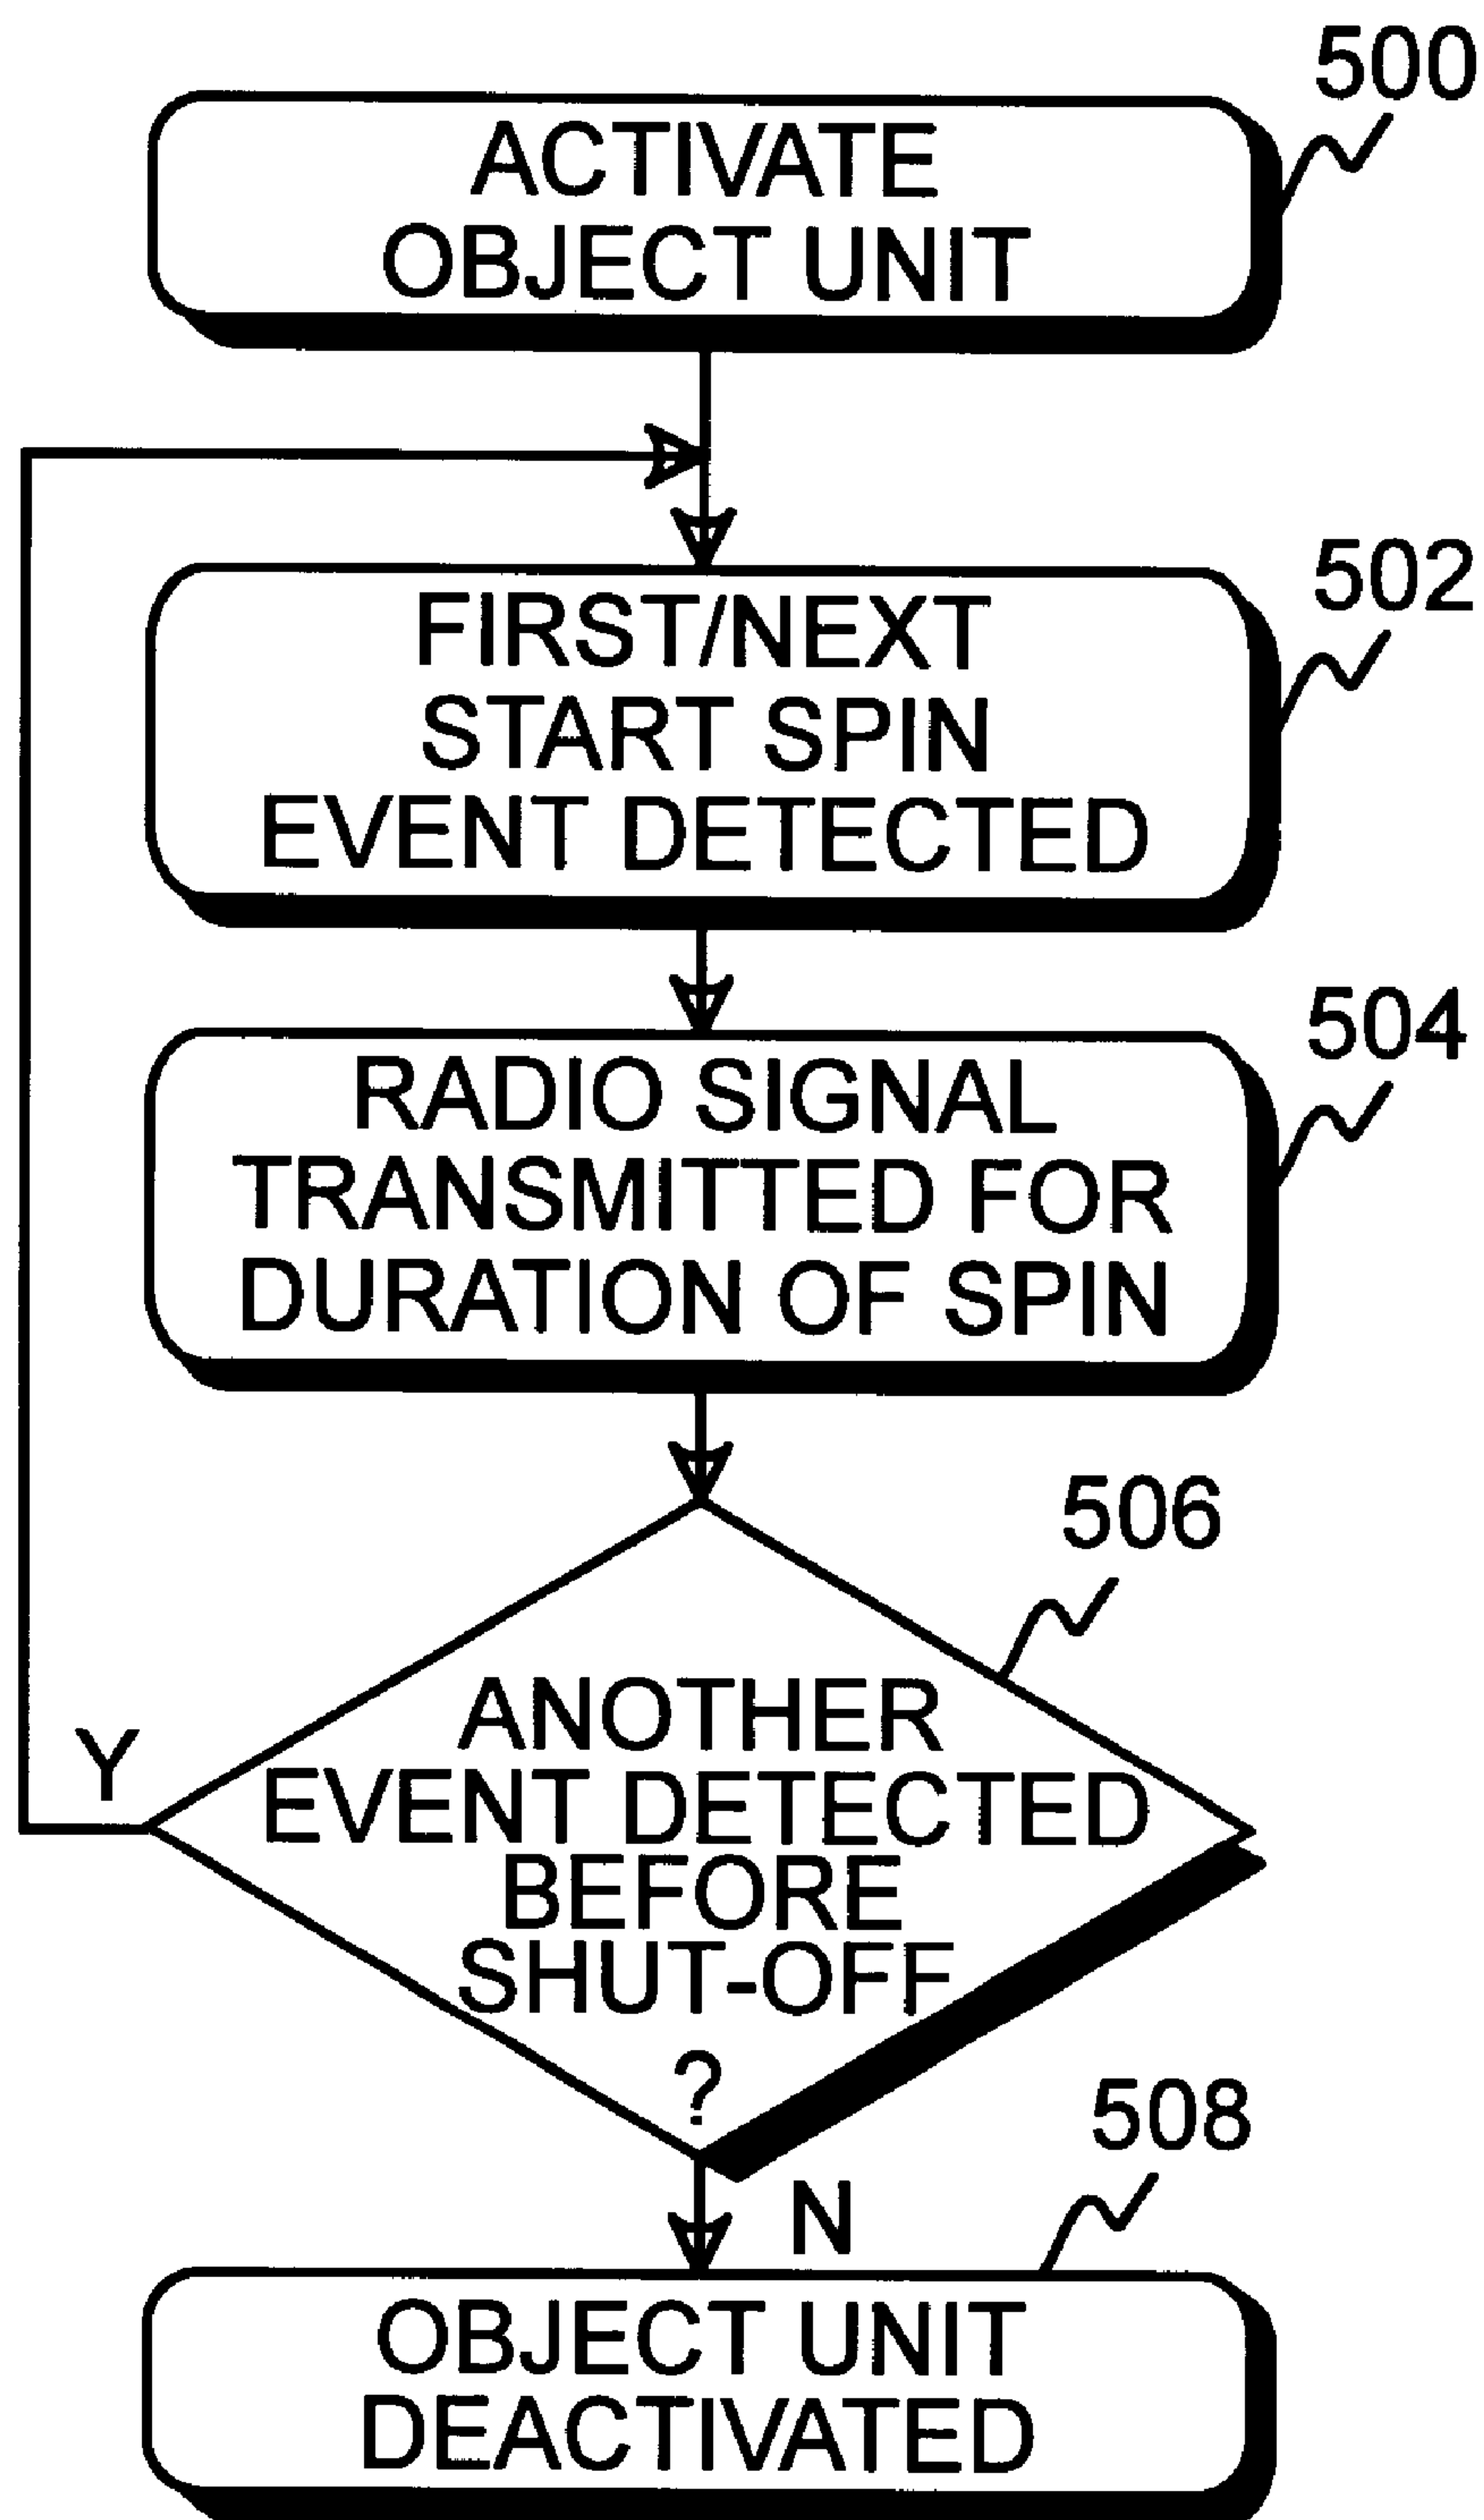 500
ACTIVATE
OBJECT UNIT
502
FIRST/NEXT
START SPIN
EVENT DETECTED
504
RADIO SIGNAL
TRANSMITTED FOR
DURATION OF SPIN
506
ANOTHER
EVENT DETECTED
BEFORE
SHUT-OFF
?
Y
N
508
OBJECT UNIT
DEACTIVATED